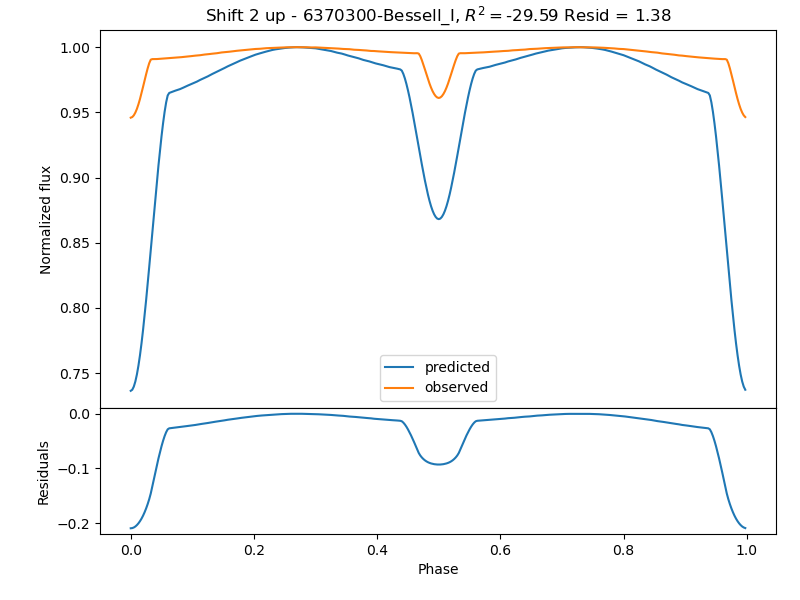 Shift 2 up - 6370300-Bessell_I, $R^2 = $-29.59 Resid = 1.38
1.00
0.95
0.90
0.85
0.80
0.75
Normalized flux
predicted
observed
0.0
−0.1
−0.2
Residuals
0.0 0.2 0.4 0.6 0.8 1.0
Phase